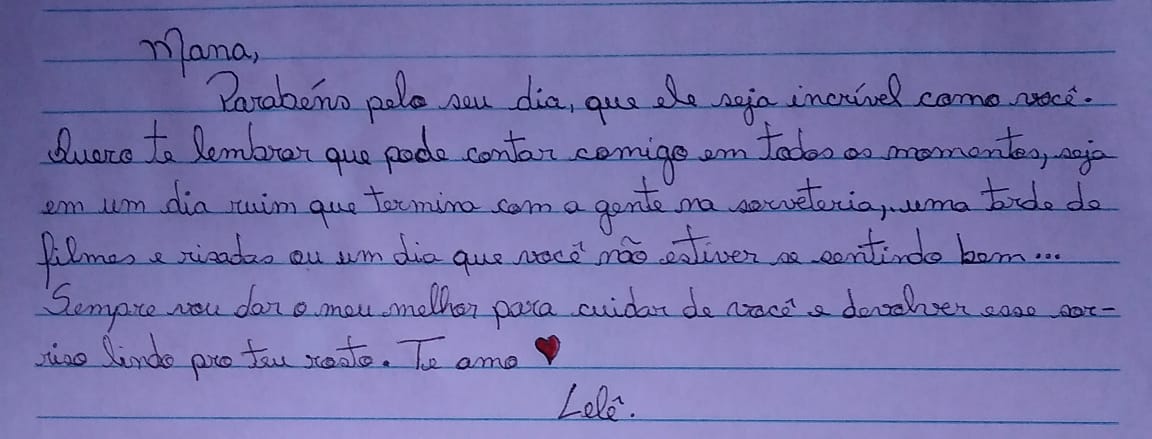 Mana,
Parabéns pelo seu dia, que ele seja incrível como você.
Quero te lembrar que pode contar comigo em todos os momentos, seja
em um dia ruim que termina com a gente na sorveteria, uma tarde de
filmes e risadas ou um dia que você não estiver se sentindo bem...
Sempre vou dar o meu melhor para cuidar de você e devolver esse sor-
riso lindo pro teu rosto. Te amo ♥
Lelê.